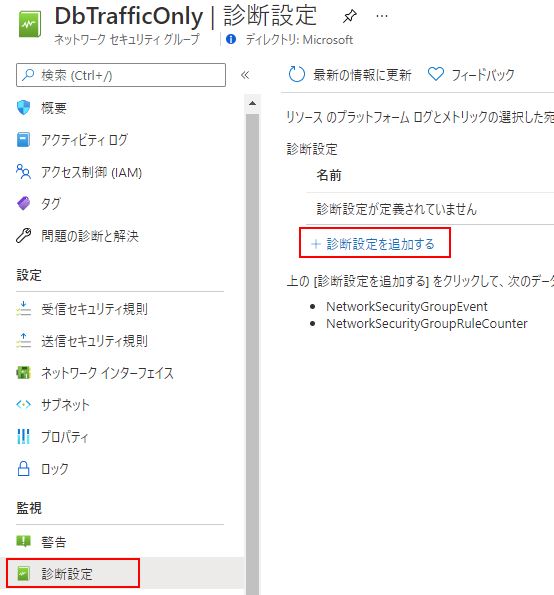 DbTrafficOnly | 診断設定
ネットワーク セキュリティ グループ
ディレクトリ: Microsoft
検索 (Ctrl+/)
概要
アクティビティ ログ
アクセス制御 (IAM)
タグ
問題の診断と解決
設定
受信セキュリティ規則
送信セキュリティ規則
ネットワーク インターフェイス
サブネット
プロパティ
ロック
監視
警告
診断設定
最新の情報に更新
フィードバック
リソース のプラットフォーム ログとメトリックの選択した宛
診断設定
名前
診断設定が定義されていません
+ 診断設定を追加する
上の [診断設定を追加する] をクリックして、次のデータ
• NetworkSecurityGroupEvent
• NetworkSecurityGroupRuleCounter